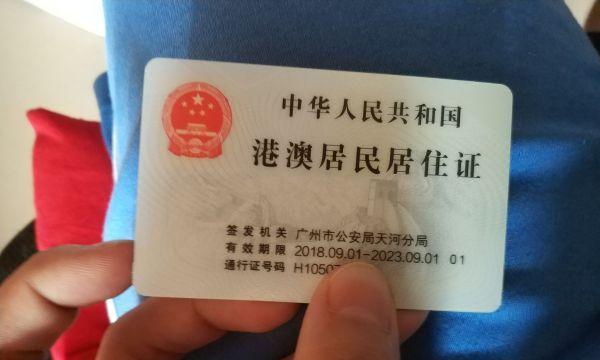 中华人民共和国
港澳居民居住证
签发机关 广州市公安局天河分局
有效期限 2018.09.01-2023.09.01 01
通行证号码 H1050